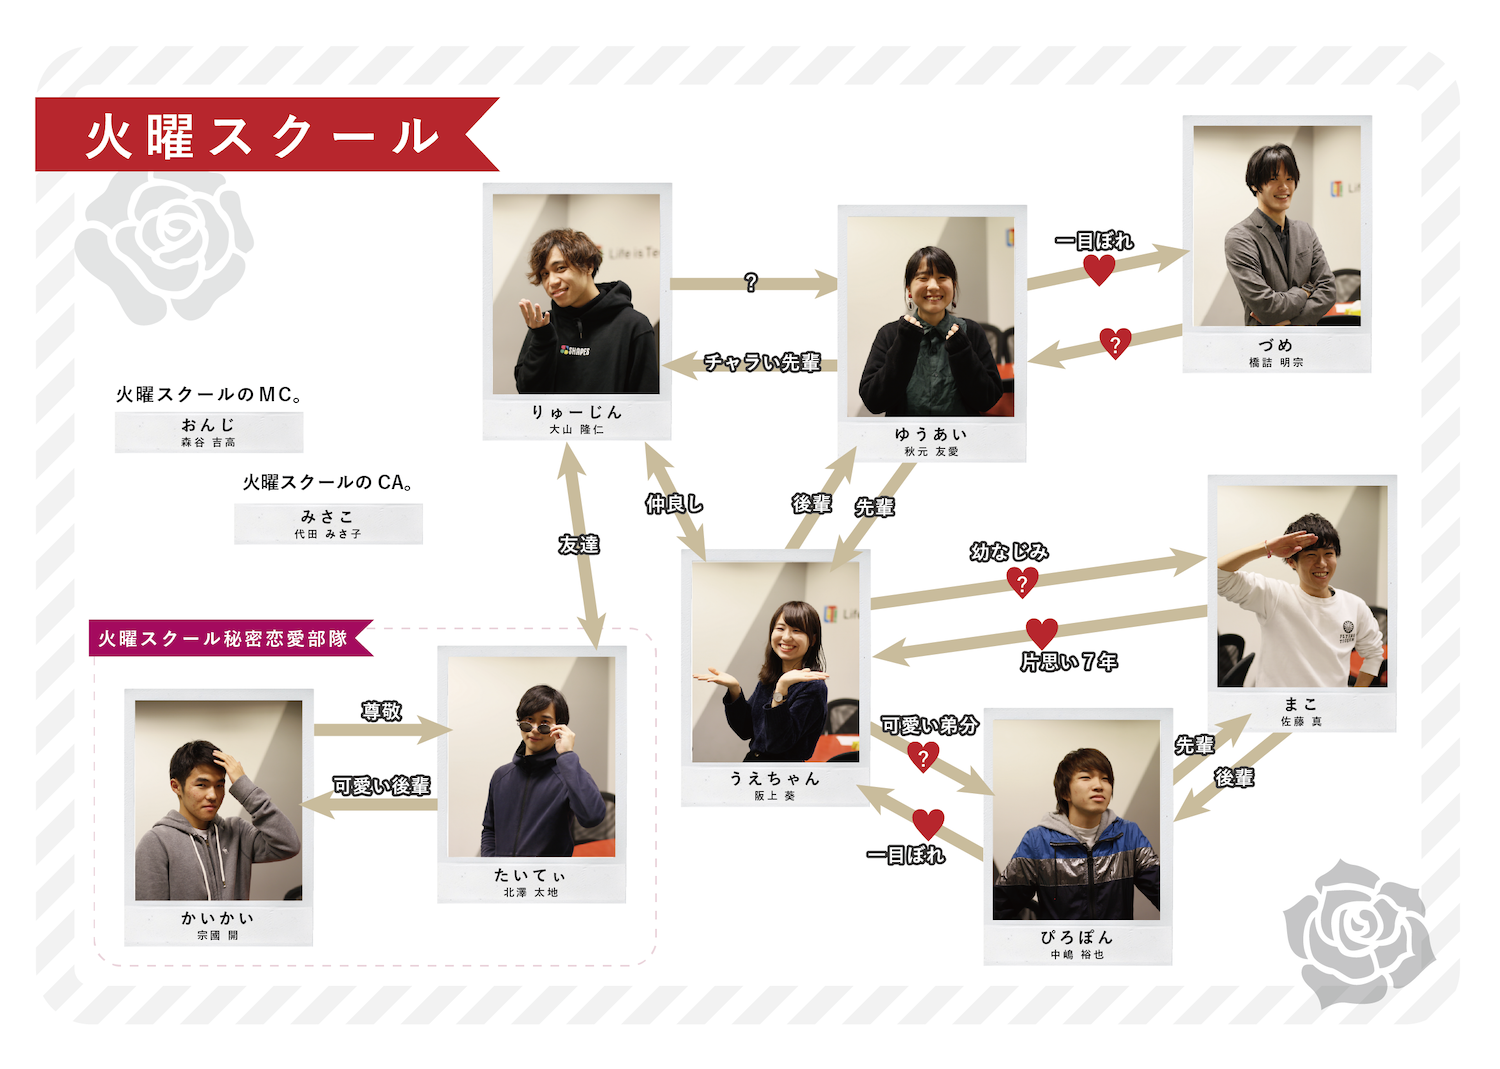 火曜スクール
火曜スクールのMC。
おんじ
森谷 吉高
火曜スクールのCA。
みさこ
代田 みさ子
りゅーじん
大山 隆仁
?
チャラい先輩
ゆうあい
秋元 友愛
一目ぼれ
?
づめ
橋詰 明宗
仲良し
後輩
先輩
友達
幼なじみ
?
片思い7年
まこ
佐藤 真
うえちゃん
阪上 葵
可愛い弟分
?
一目ぼれ
先輩
後輩
ぴろぽん
中嶋 裕也
火曜スクール秘密恋愛部隊
尊敬
可愛い後輩
かいかい
宗國 開
たいてぃ
北澤 太地
Life is Te
SHAPES
Li
Life